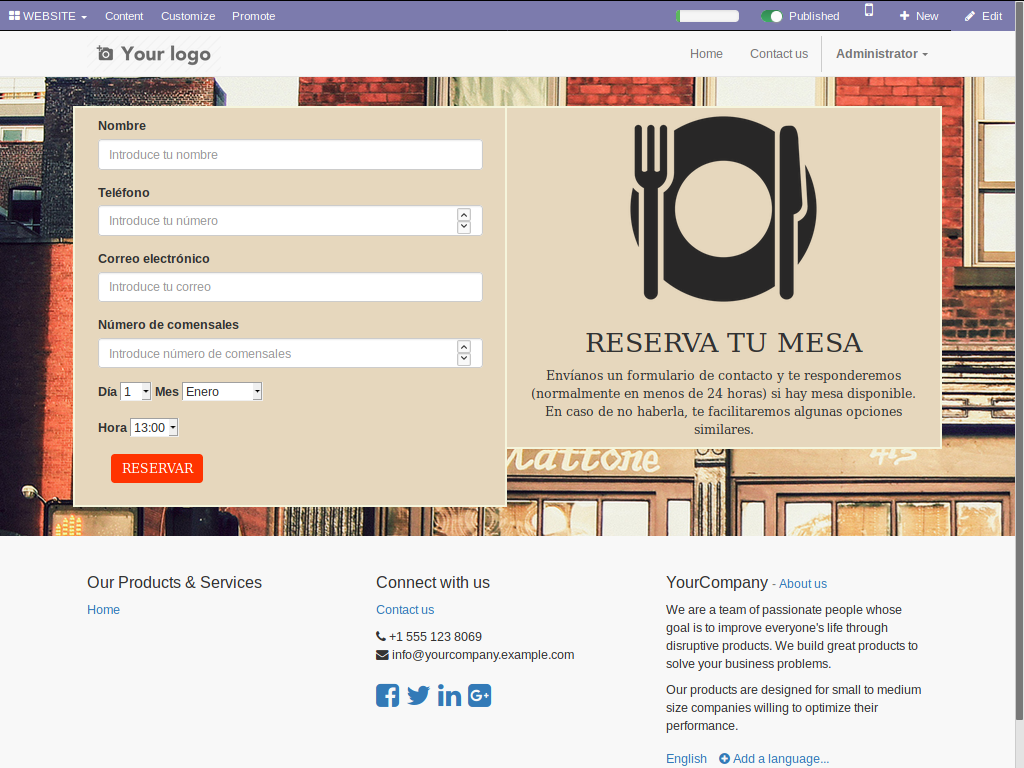 WEBSITE Content Customize Promote Published New Edit
Your logo Home Contact us Administrator
Nombre
Introduce tu nombre
Teléfono
Introduce tu número
Correo electrónico
Introduce tu correo
Número de comensales
Introduce número de comensales
Día 1 Mes Enero
Hora 13:00
RESERVAR
RESERVA TU MESA
Envíanos un formulario de contacto y te responderemos
(normalmente en menos de 24 horas) si hay mesa disponible.
En caso de no haberla, te facilitaremos algunas opciones
similares.
Mattone 413
Our Products & Services
Home
Connect with us
Contact us
+1 555 123 8069
info@yourcompany.example.com
YourCompany - About us
We are a team of passionate people whose
goal is to improve everyone's life through
disruptive products. We build great products to
solve your business problems.
Our products are designed for small to medium
size companies willing to optimize their
performance.
English Add a language...